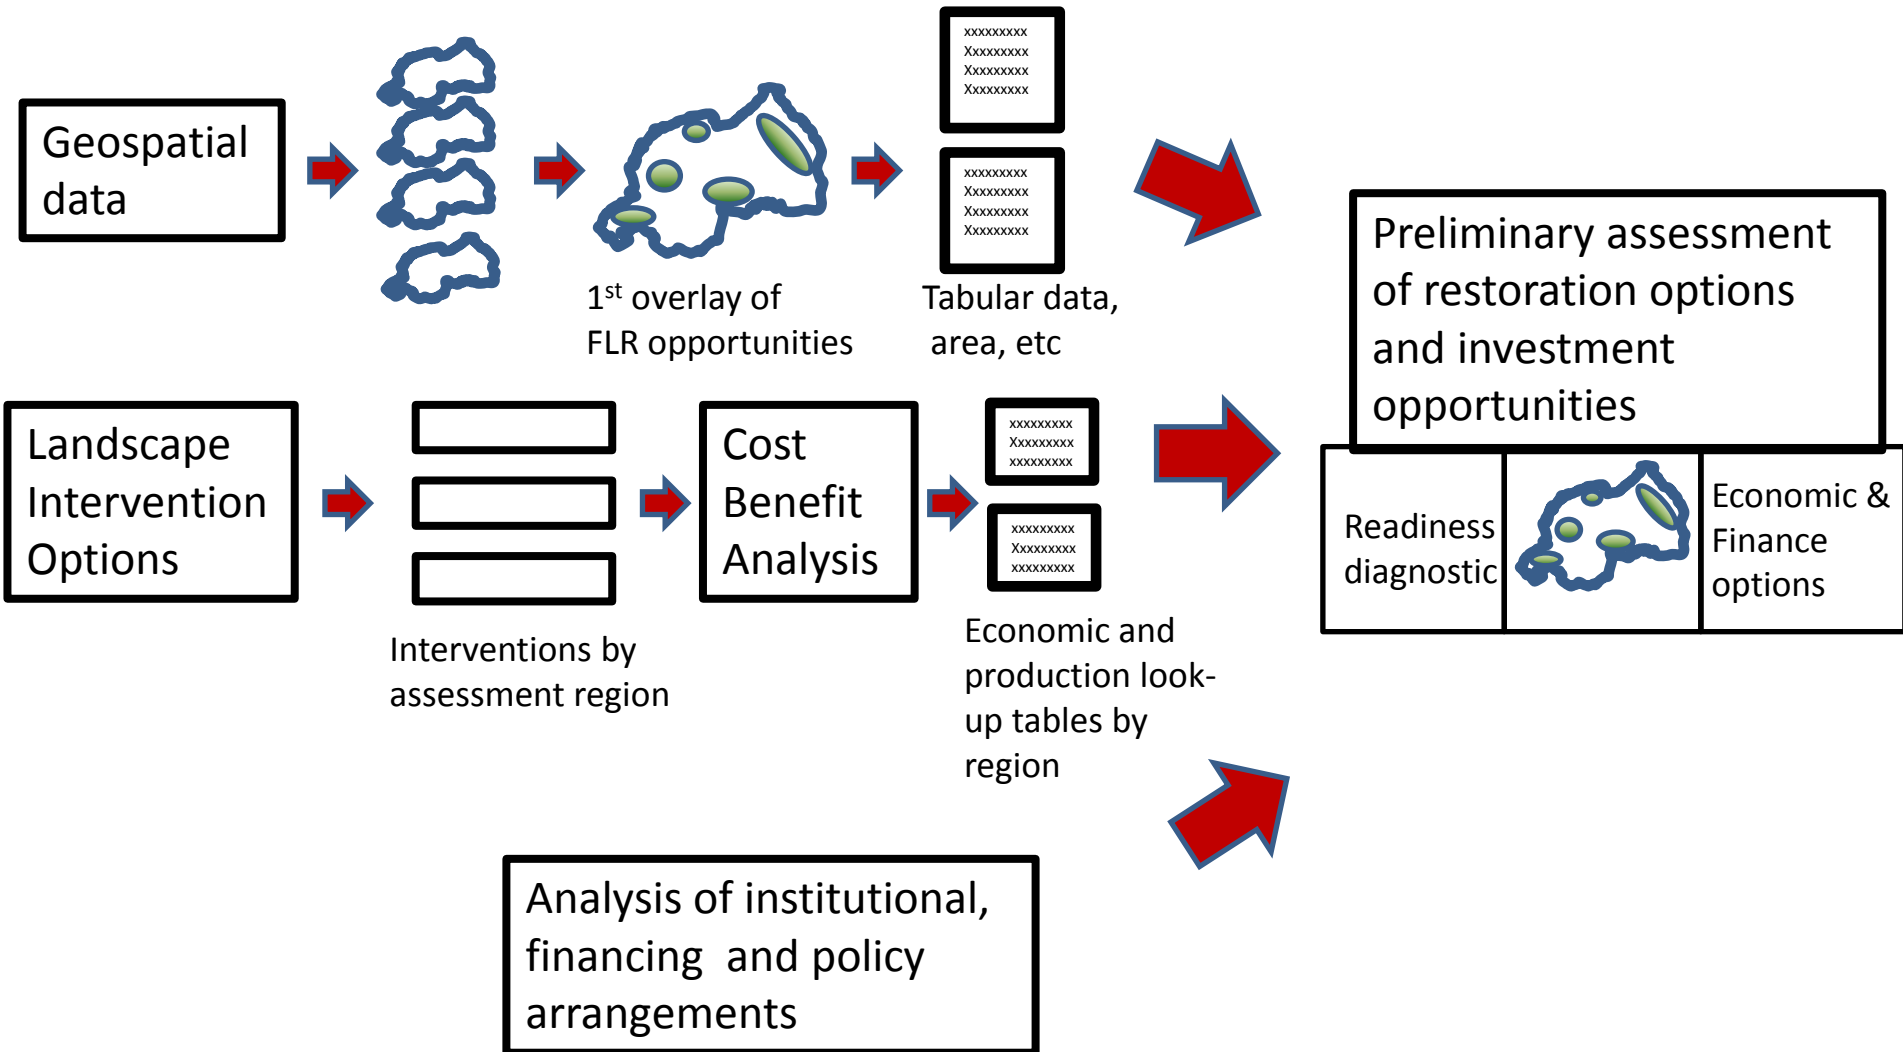 Geospatial
data
1st overlay of
FLR opportunities
xxxxxxxxx
Xxxxxxxxx
Xxxxxxxxx
Xxxxxxxxx
xxxxxxxxx
Xxxxxxxxx
Xxxxxxxxx
Xxxxxxxxx
Tabular data,
area, etc
Landscape
Intervention
Options
Interventions by
assessment region
Cost
Benefit
Analysis
xxxxxxxxx
Xxxxxxxxx
xxxxxxxxx
xxxxxxxxx
Xxxxxxxxx
xxxxxxxxx
Economic and
production look-
up tables by
region
Analysis of institutional,
financing and policy
arrangements
Preliminary assessment
of restoration options
and investment
opportunities
Readiness
diagnostic
Economic &
Finance
options